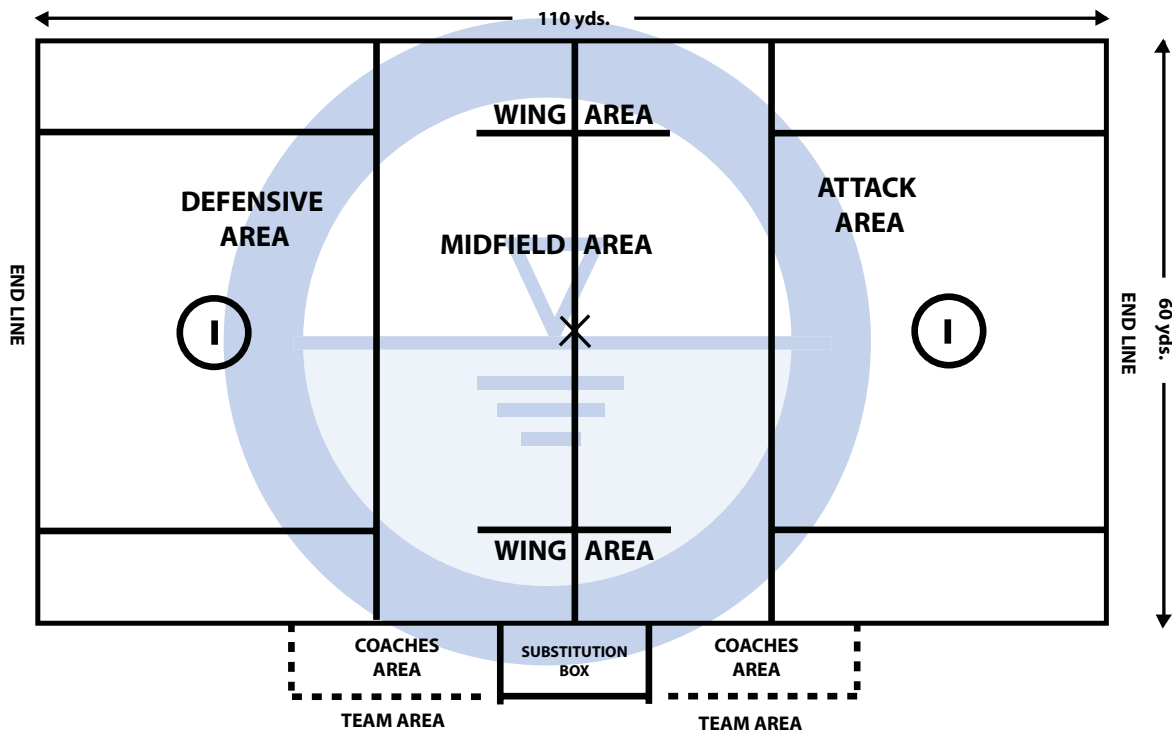 110 yds.
WING AREA
DEFENSIVE
AREA
ATTACK
AREA
MIDFIELD AREA
END LINE
END LINE
60 yds.
WING AREA
COACHES
AREA
SUBSTITUTION
BOX
COACHES
AREA
TEAM AREA
TEAM AREA